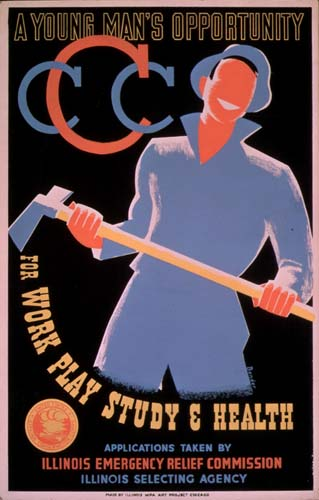 A YOUNG MAN'S OPPORTUNITY
CCC
FOR WORK PLAY STUDY & HEALTH
APPLICATIONS TAKEN BY
ILLINOIS EMERGENCY RELIEF COMMISSION
ILLINOIS SELECTING AGENCY
MADE BY ILLINOIS WPA ART PROJECT CHICAGO